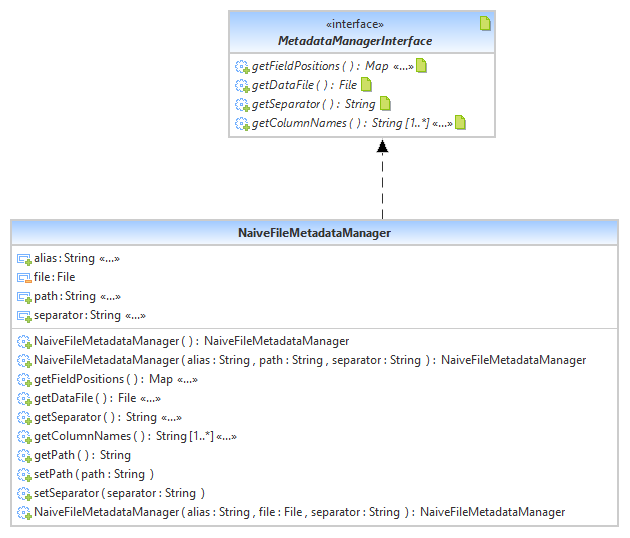 «interface»
MetadataManagerInterface
getFieldPositions ( ) : Map «...»
getDataFile ( ) : File
getSeparator ( ) : String
getColumnNames ( ) : String [1..*] «...»
NaiveFileMetadataManager
alias : String «...»
file : File
path : String «...»
separator : String «...»
NaiveFileMetadataManager ( ) : NaiveFileMetadataManager
NaiveFileMetadataManager ( alias : String , path : String , separator : String ) : NaiveFileMetadataManager
getFieldPositions ( ) : Map «...»
getDataFile ( ) : File «...»
getSeparator ( ) : String «...»
getColumnNames ( ) : String [1..*] «...»
getPath ( ) : String
setPath ( path : String )
setSeparator ( separator : String )
NaiveFileMetadataManager ( alias : String , file : File , separator : String ) : NaiveFileMetadataManager